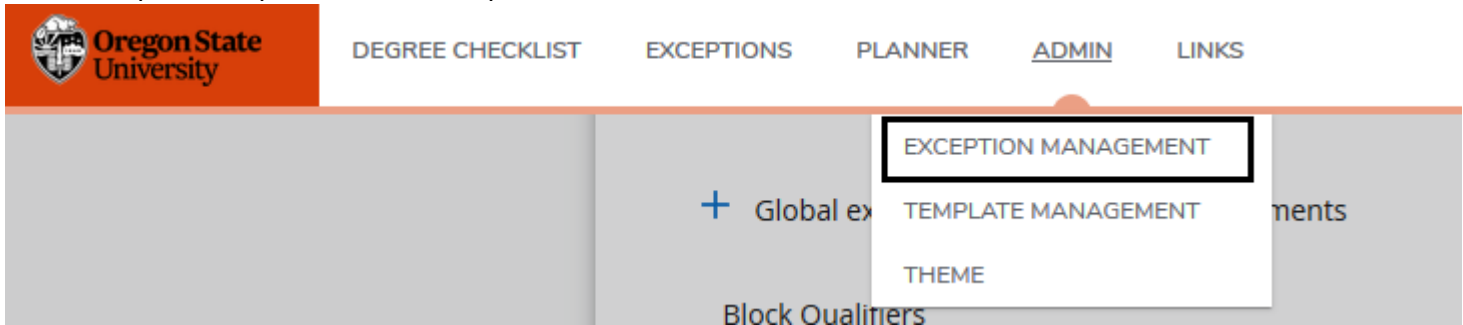 Oregon State
University
DEGREE CHECKLIST EXCEPTIONS PLANNER ADMIN LINKS
EXCEPTION MANAGEMENT
Global ex
TEMPLATE MANAGEMENT
ments
THEME
Block Qualifiers